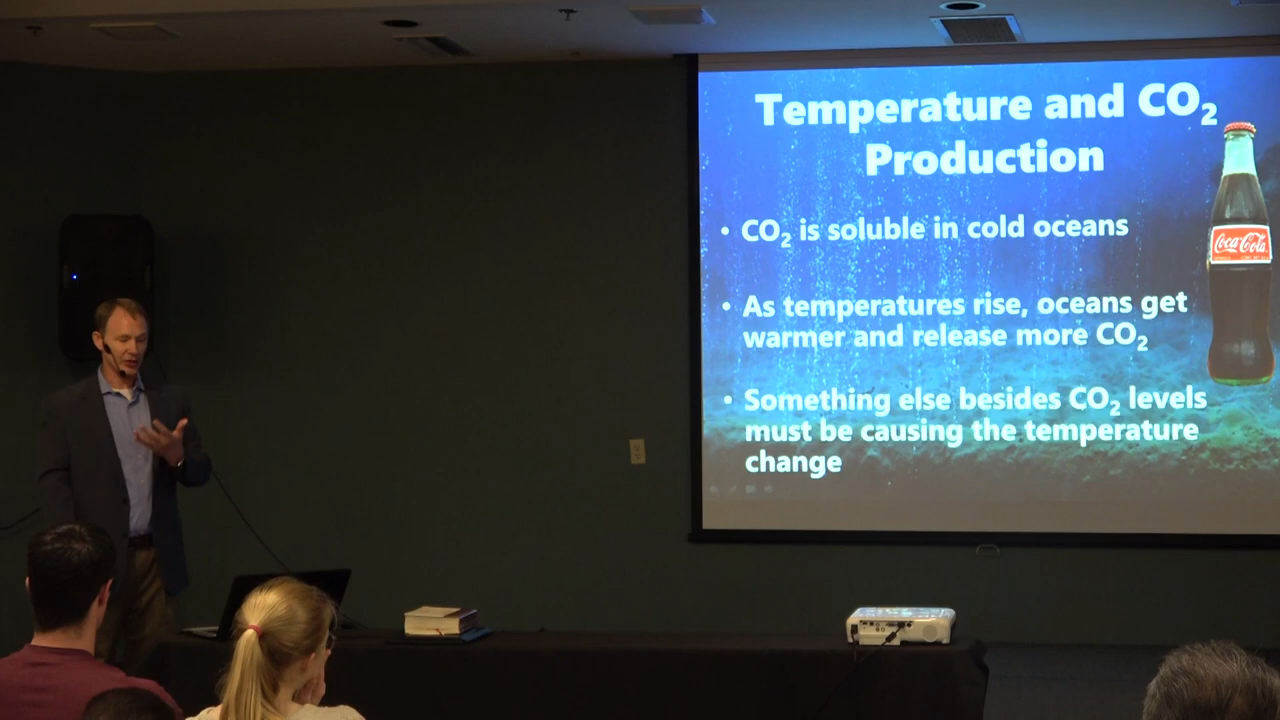 Temperature and CO₂
Production
• CO₂ is soluble in cold oceans
• As temperatures rise, oceans get
warmer and release more CO₂
• Something else besides CO₂ levels
must be causing the temperature
change
Coca-Cola